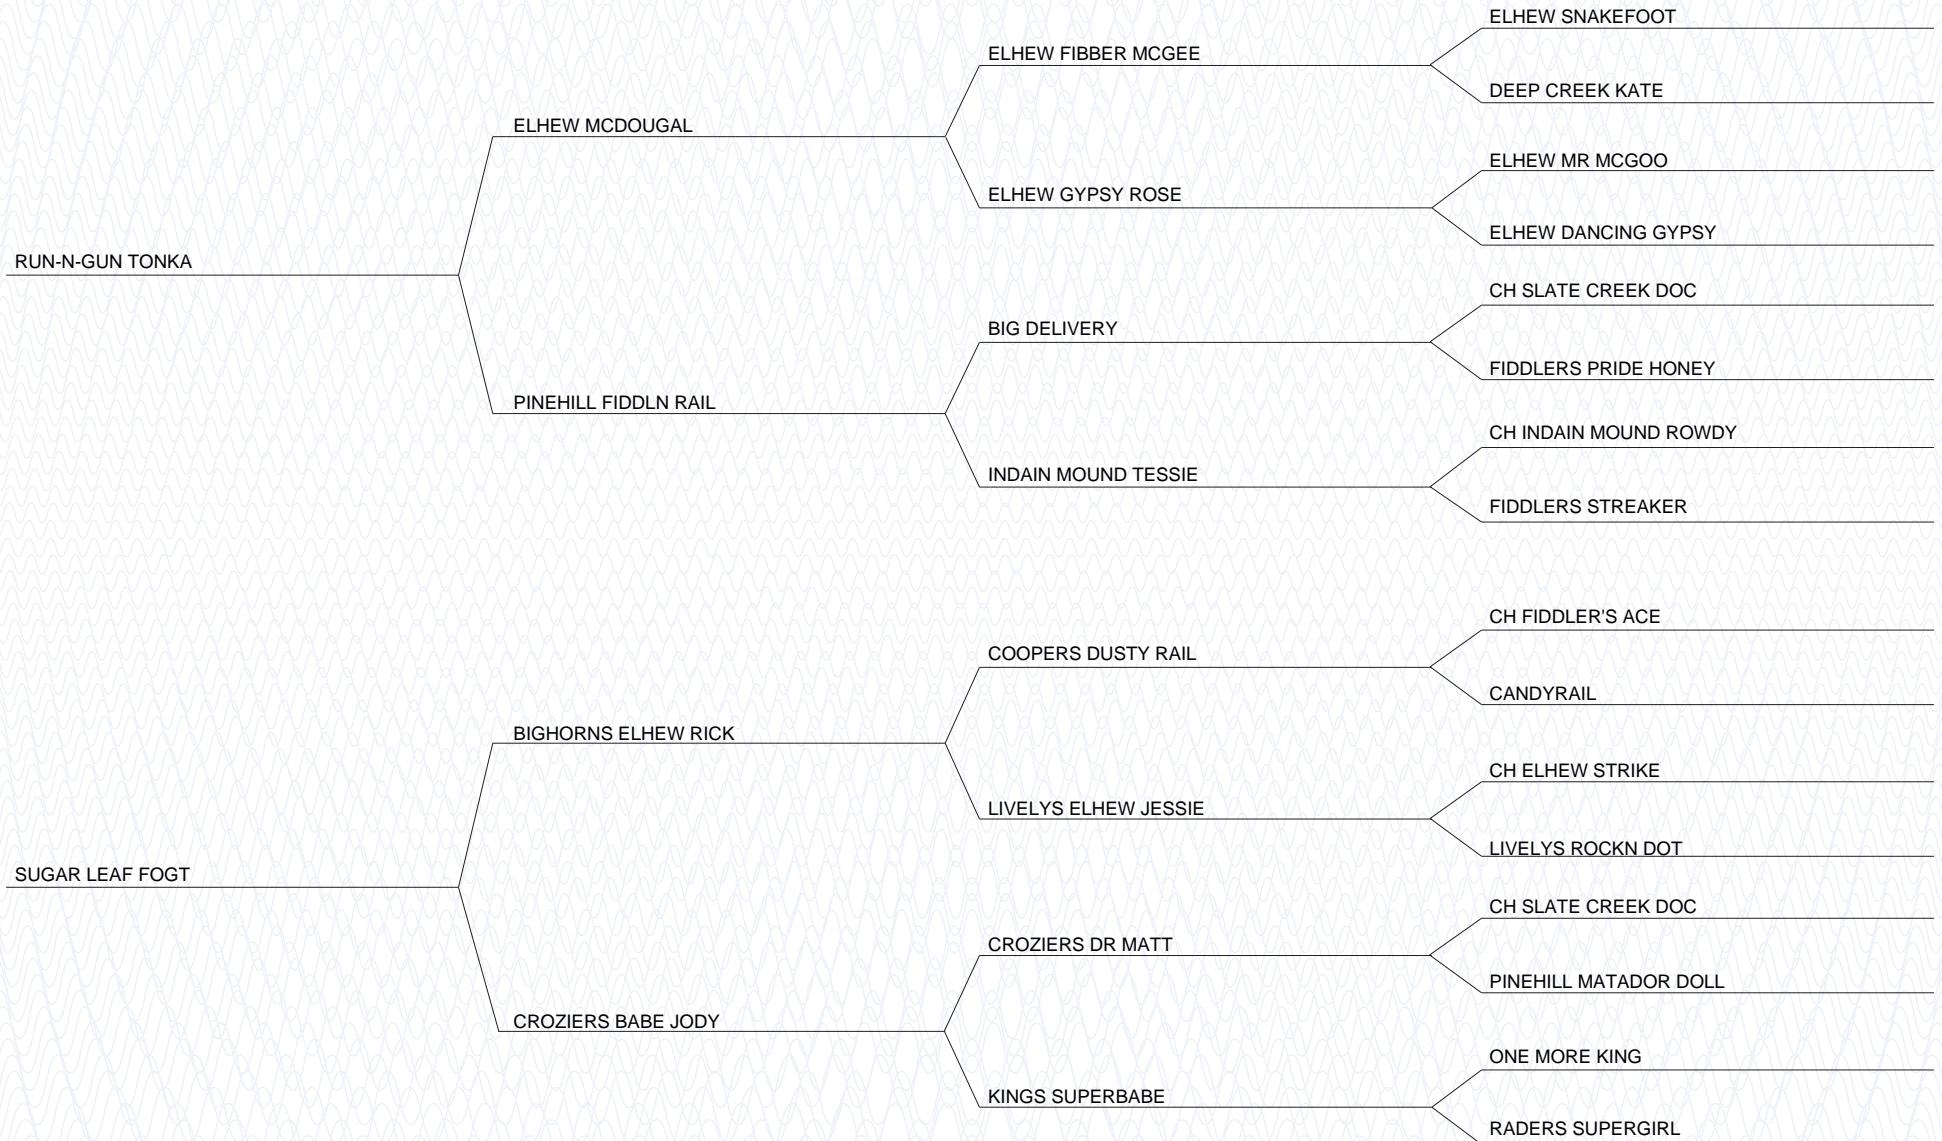 ELHEW SNAKEFOOT
ELHEW FIBBER MCGEE
DEEP CREEK KATE
ELHEW MCDOUGAL
ELHEW MR MCGOO
ELHEW GYPSY ROSE
ELHEW DANCING GYPSY
RUN-N-GUN TONKA
CH SLATE CREEK DOC
BIG DELIVERY
FIDDLERS PRIDE HONEY
PINEHILL FIDDLN RAIL
CH INDAIN MOUND ROWDY
INDAIN MOUND TESSIE
FIDDLERS STREAKER
CH FIDDLER'S ACE
COOPERS DUSTY RAIL
CANDYRAIL
BIGHORNS ELHEW RICK
CH ELHEW STRIKE
LIVELYS ELHEW JESSIE
LIVELYS ROCKN DOT
SUGAR LEAF FOGT
CH SLATE CREEK DOC
CROZIERS DR MATT
PINEHILL MATADOR DOLL
CROZIERS BABE JODY
ONE MORE KING
KINGS SUPERBABE
RADERS SUPERGIRL